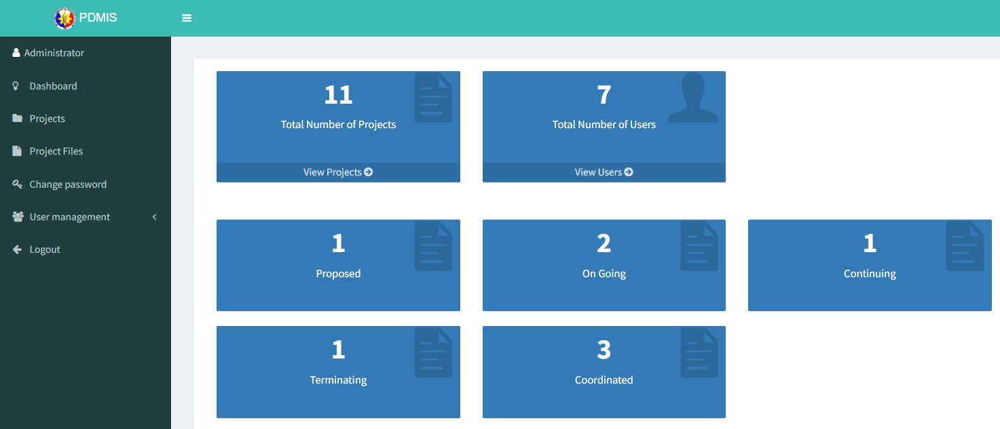 PDMIS
Administrator
Dashboard
Projects
Project Files
Change password
User management
Logout
11
Total Number of Projects
View Projects
7
Total Number of Users
View Users
1
Proposed
2
On Going
1
Continuing
1
Terminating
3
Coordinated